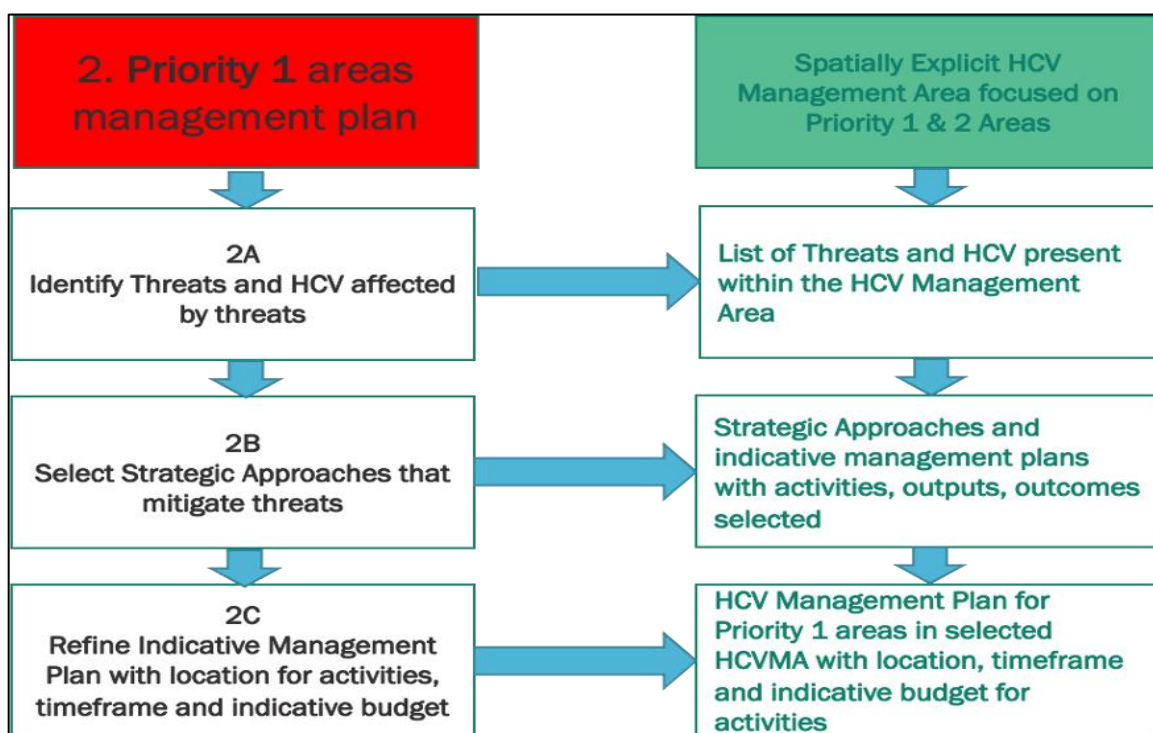 2. Priority 1 areas
management plan
Spatially Explicit HCV
Management Area focused on
Priority 1 & 2 Areas
2A
Identify Threats and HCV affected
by threats
List of Threats and HCV present
within the HCV Management
Area
2B
Select Strategic Approaches that
mitigate threats
Strategic Approaches and
indicative management plans
with activities, outputs, outcomes
selected
2C
Refine Indicative Management
Plan with location for activities,
timeframe and indicative budget
HCV Management Plan for
Priority 1 areas in selected
HCVMA with location, timeframe
and indicative budget for
activities